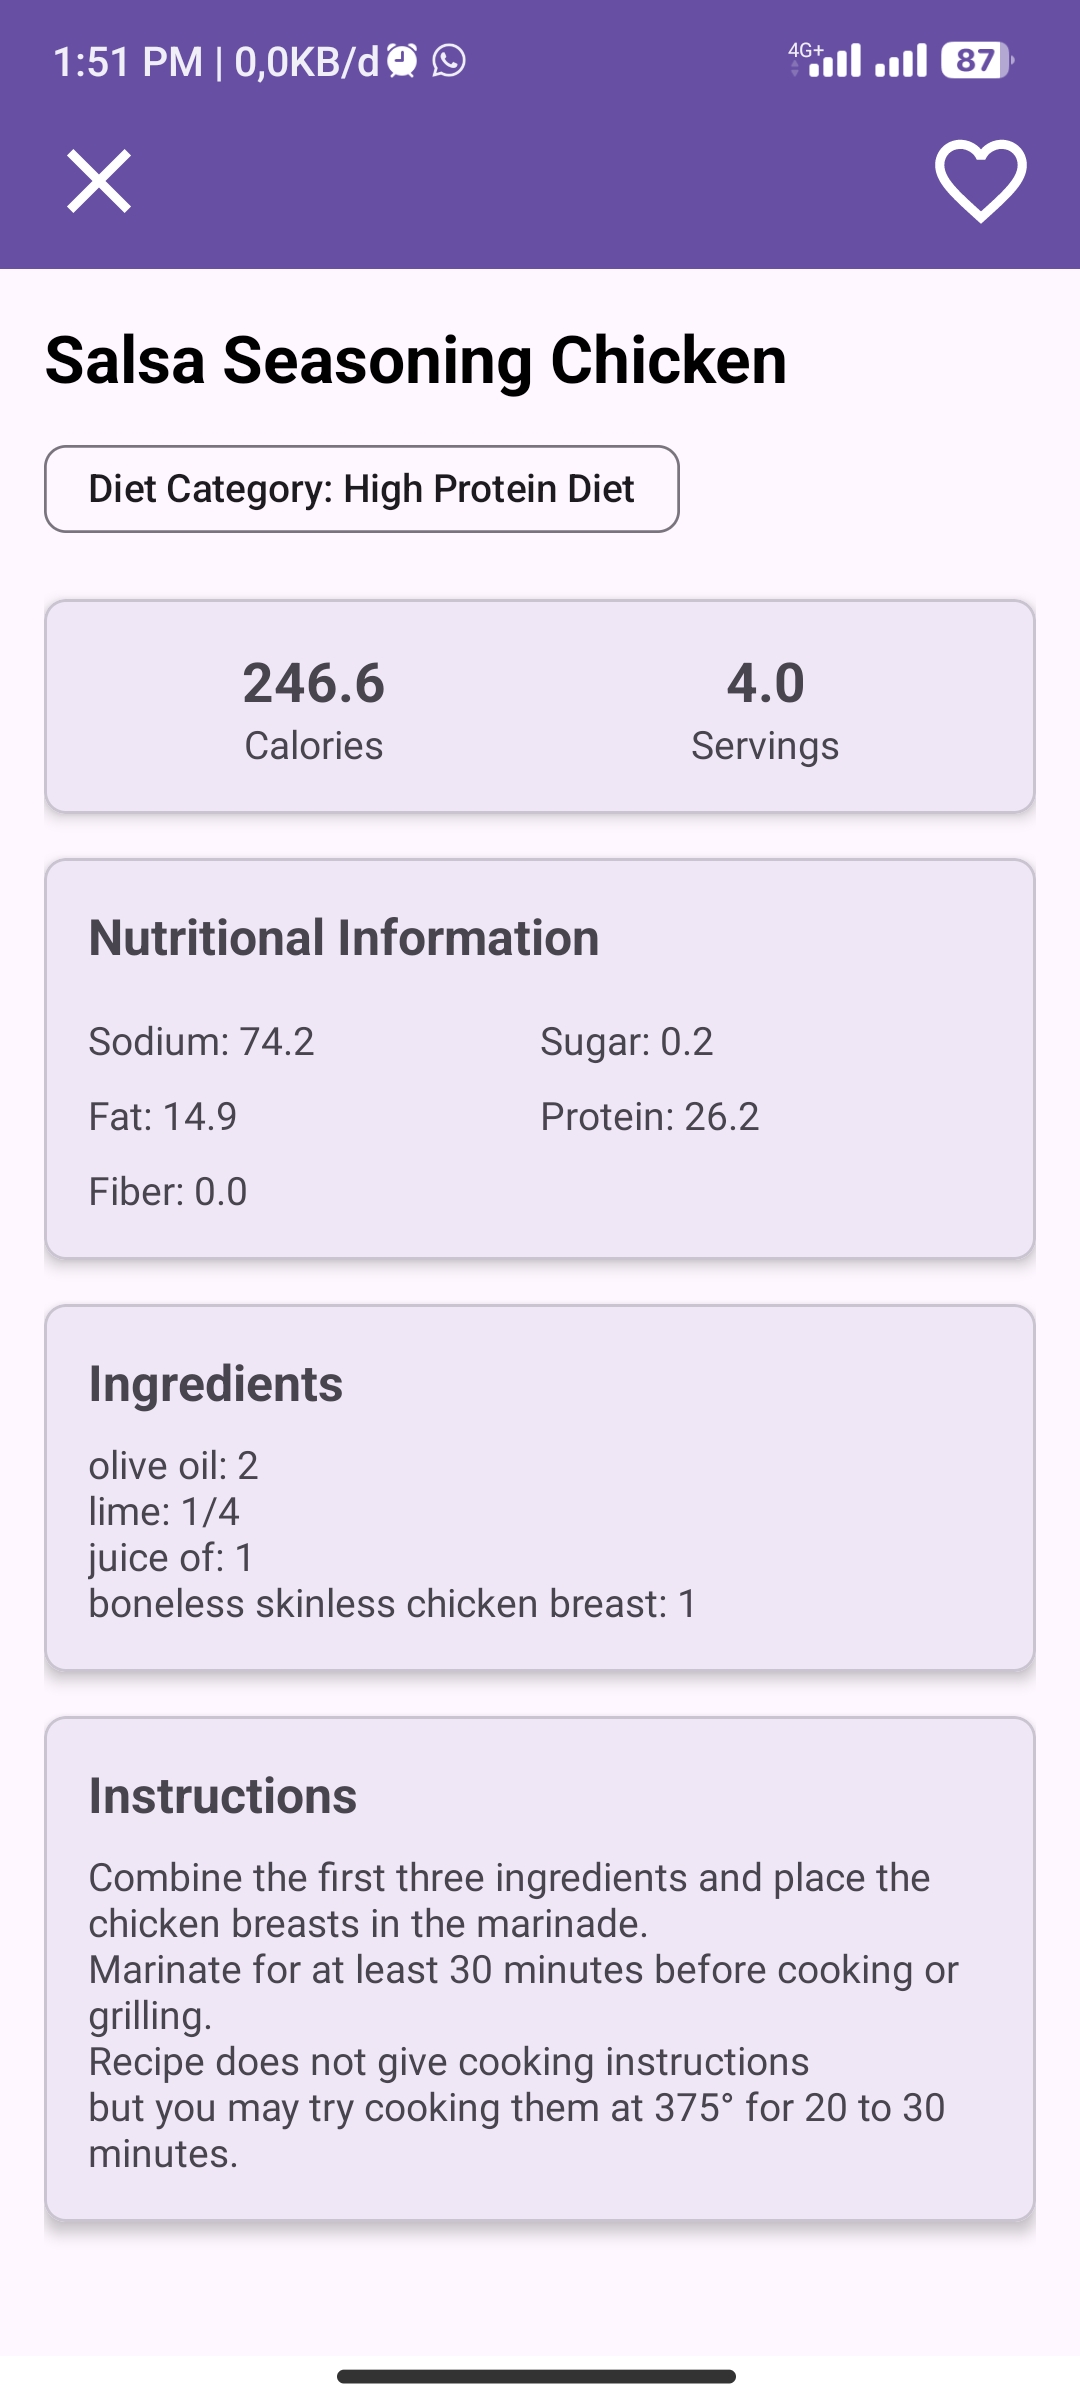 1:51 PM | 0,0KB/d
4G+
87
Salsa Seasoning Chicken
Diet Category: High Protein Diet
246.6
Calories
4.0
Servings
Nutritional Information
Sodium: 74.2
Sugar: 0.2
Fat: 14.9
Protein: 26.2
Fiber: 0.0
Ingredients
olive oil: 2
lime: 1/4
juice of: 1
boneless skinless chicken breast: 1
Instructions
Combine the first three ingredients and place the
chicken breasts in the marinade.
Marinate for at least 30 minutes before cooking or
grilling.
Recipe does not give cooking instructions
but you may try cooking them at 375° for 20 to 30
minutes.